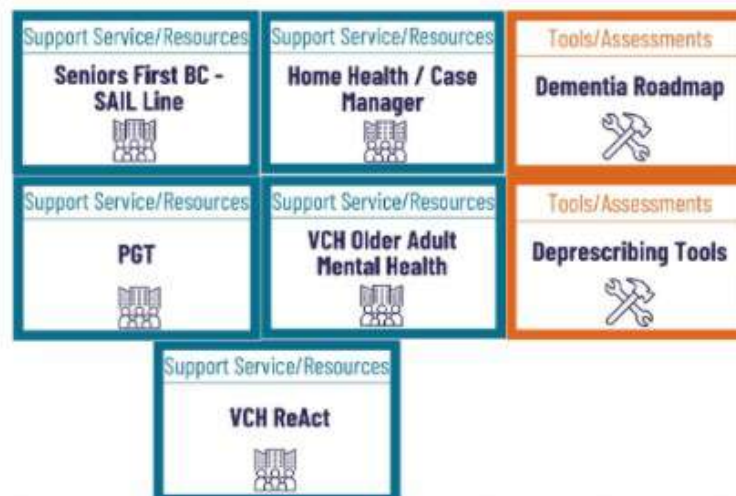 Support Service/Resources
Seniors First BC -
SAIL Line
Support Service/Resources
Home Health / Case
Manager
Tools/Assessments
Dementia Roadmap
Support Service/Resources
PGT
Support Service/Resources
VCH Older Adult
Mental Health
Tools/Assessments
Deprescribing Tools
Support Service/Resources
VCH ReAct